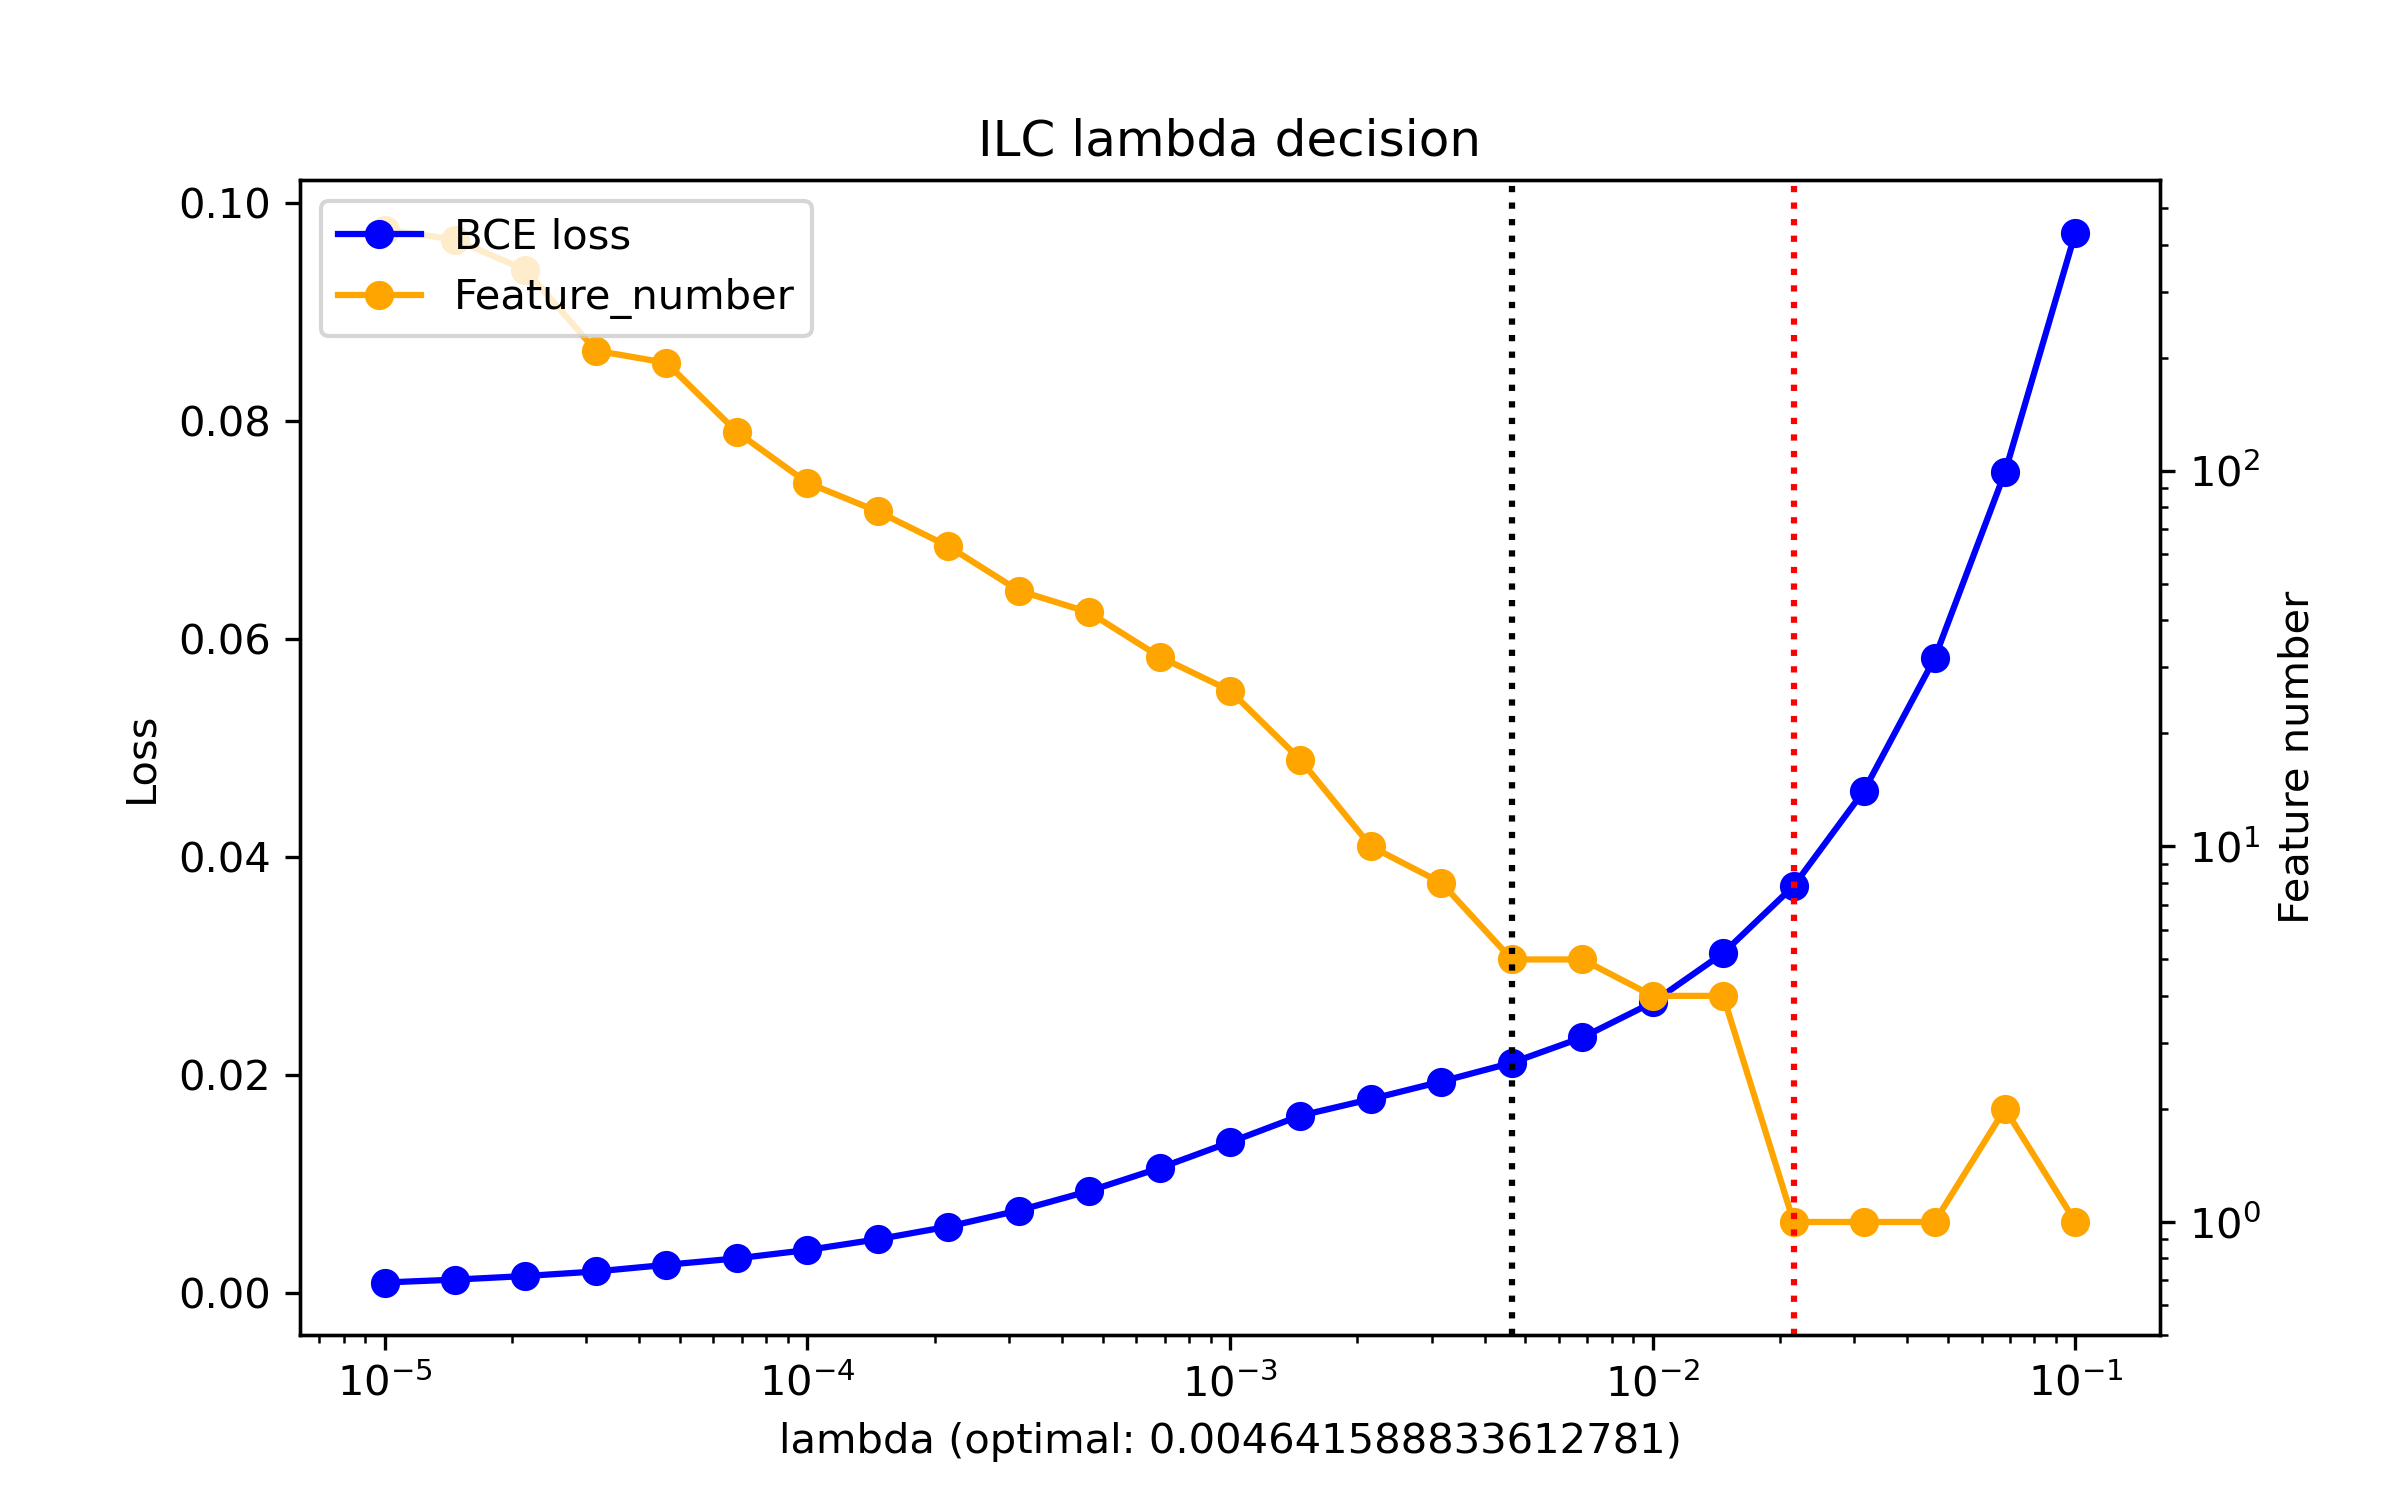 ILC lambda decision
BCE loss
Feature_number
0.10
0.08
0.06
0.04
0.02
0.00
Loss
10²
10¹
10⁰
Feature number
10⁻⁵
10⁻⁴
10⁻³
10⁻²
10⁻¹
lambda (optimal: 0.004641588833612781)